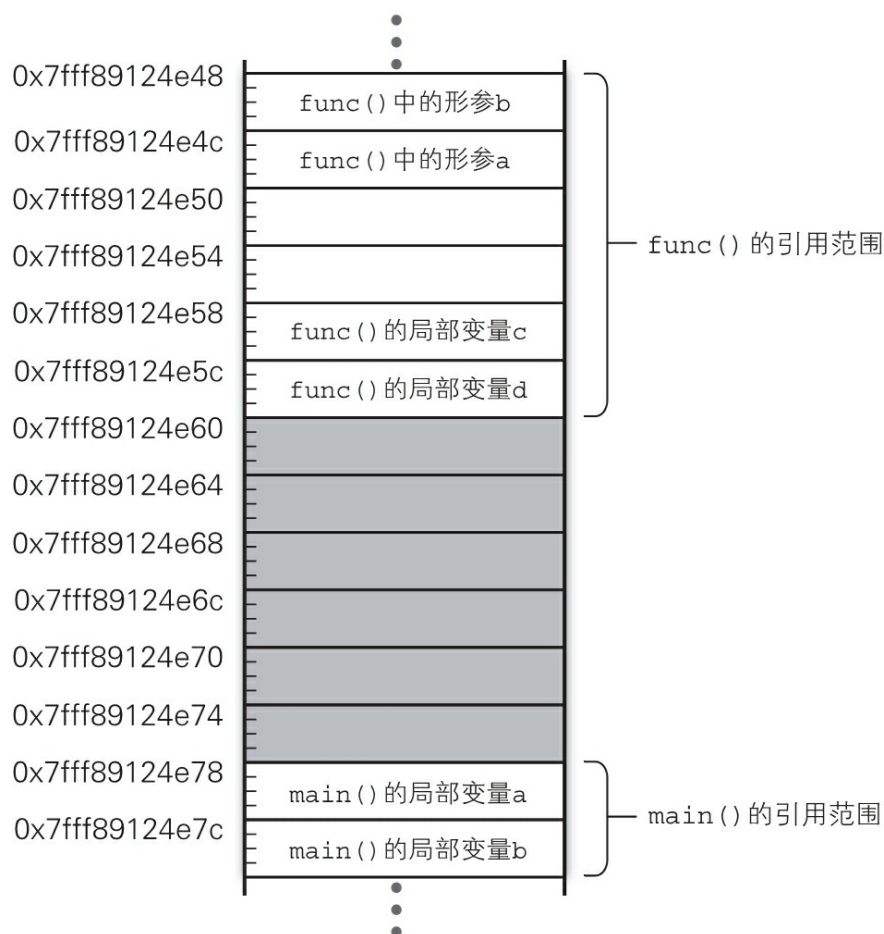 0x7fff89124e48
func()中的形参b
0x7fff89124e4c
func()中的形参a
0x7fff89124e50
func()的引用范围
0x7fff89124e54
0x7fff89124e58
func()的局部变量c
0x7fff89124e5c
func()的局部变量d
0x7fff89124e60
0x7fff89124e64
0x7fff89124e68
0x7fff89124e6c
0x7fff89124e70
0x7fff89124e74
0x7fff89124e78
main()的局部变量a
main()的引用范围
0x7fff89124e7c
main()的局部变量b